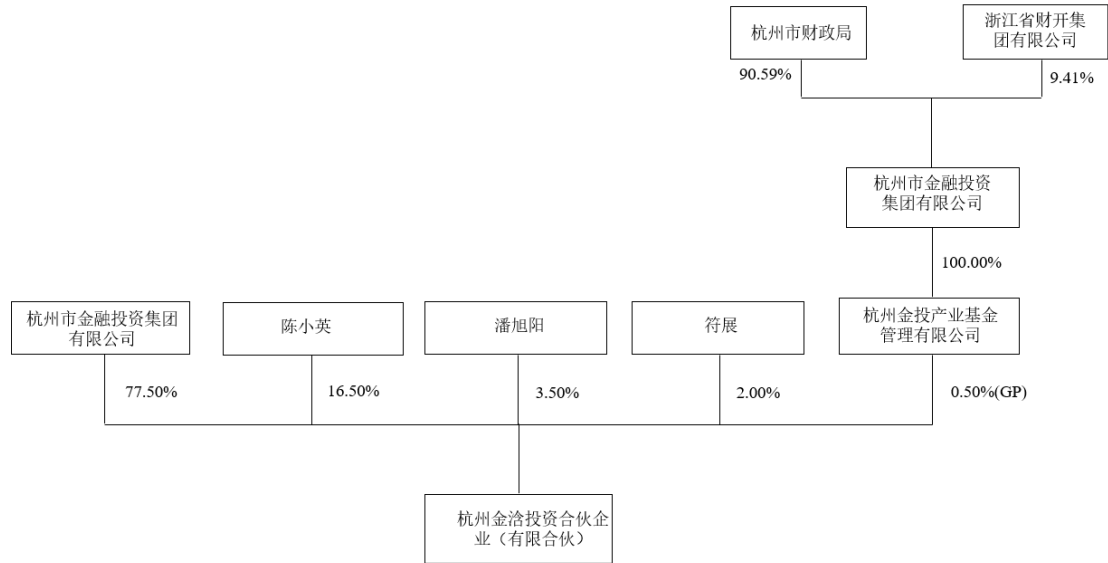 杭州市财政局
浙江省财开集
团有限公司
90.59%
9.41%
杭州市金融投资
集团有限公司
100.00%
杭州市金融投资集团
有限公司
陈小英
潘旭阳
符展
杭州金投产业基金
管理有限公司
77.50%
16.50%
3.50%
2.00%
0.50%(GP)
杭州金浛投资合伙企
业（有限合伙）